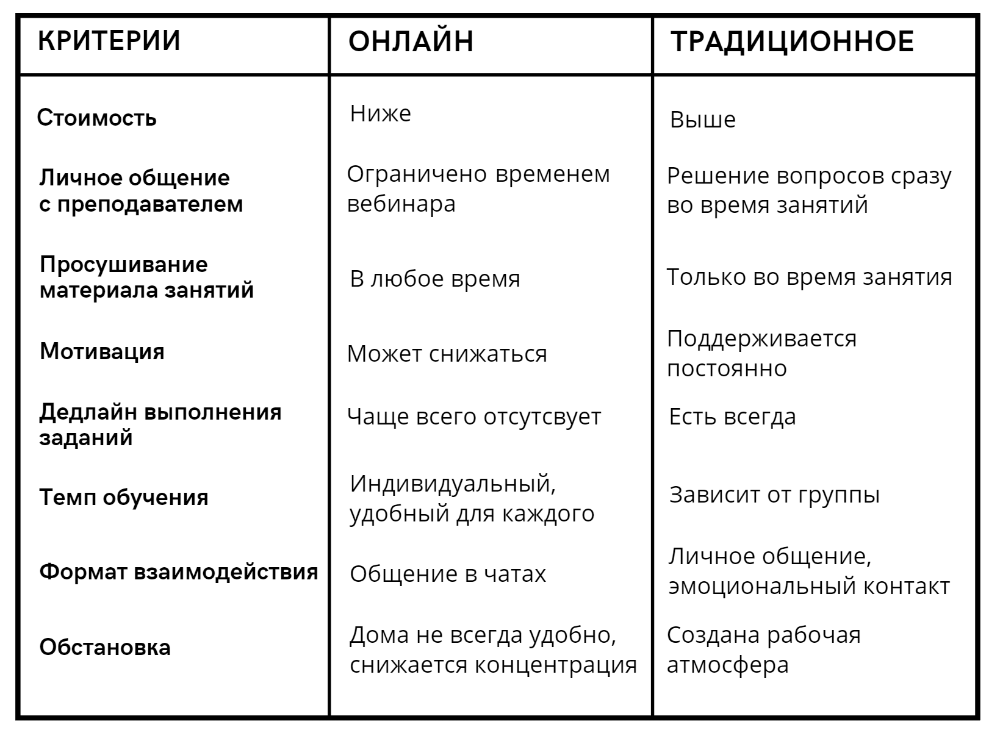 КРИТЕРИИ
ОНЛАЙН
ТРАДИЦИОННОЕ
Стоимость
Ниже
Выше
Личное общение
с преподавателем
Ограничено временем
вебинара
Решение вопросов сразу
во время занятий
Просушивание
материала занятий
В любое время
Только во время занятия
Мотивация
Может снижаться
Поддерживается
постоянно
Дедлайн выполнения
заданий
Чаще всего отсутсвует
Есть всегда
Темп обучения
Индивидуальный,
удобный для каждого
Зависит от группы
Формат взаимодействия
Общение в чатах
Личное общение,
эмоциональный контакт
Обстановка
Дома не всегда удобно,
снижается концентрация
Создана рабочая
атмосфера